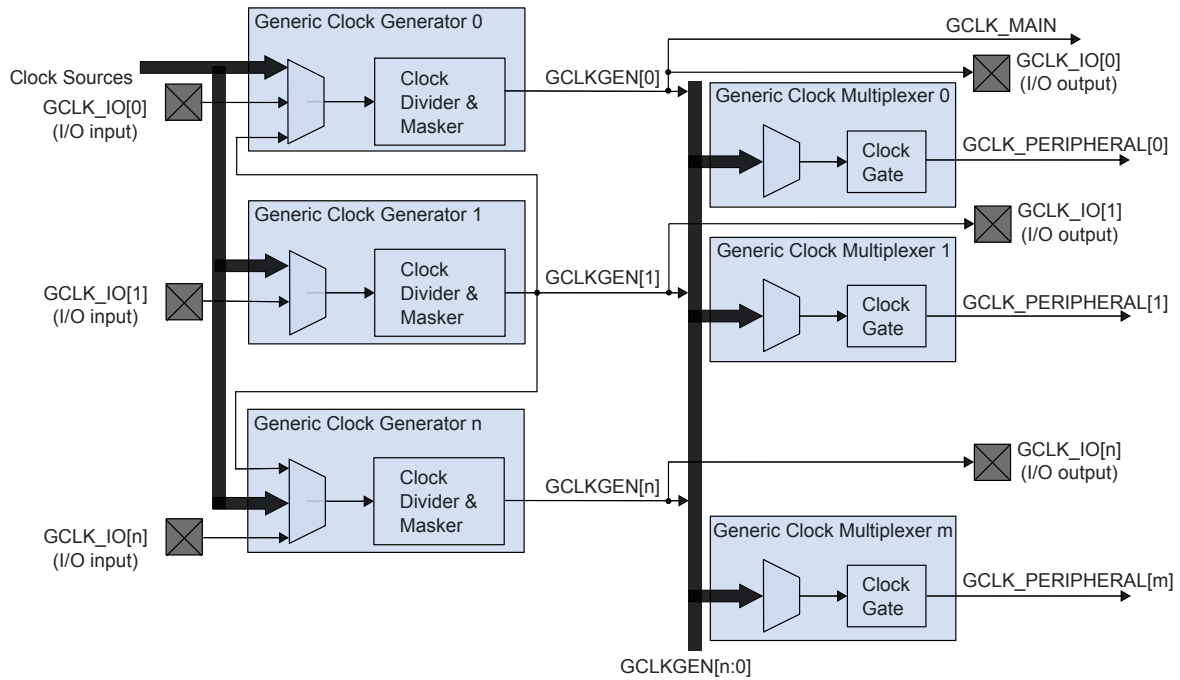 Generic Clock Generator 0
Clock Sources
GCLK_IO[0]
(I/O input)
Clock
Divider &
Masker
GCLKGEN[0]
GCLK_MAIN
GCLK_IO[0]
(I/O output)
Generic Clock Multiplexer 0
Clock
Gate
GCLK_PERIPHERAL[0]
Generic Clock Generator 1
GCLK_IO[1]
(I/O input)
Clock
Divider &
Masker
GCLKGEN[1]
GCLK_IO[1]
(I/O output)
Generic Clock Multiplexer 1
Clock
Gate
GCLK_PERIPHERAL[1]
Generic Clock Generator n
GCLK_IO[n]
(I/O input)
Clock
Divider &
Masker
GCLKGEN[n]
GCLK_IO[n]
(I/O output)
Generic Clock Multiplexer m
Clock
Gate
GCLK_PERIPHERAL[m]
GCLKGEN[n:0]